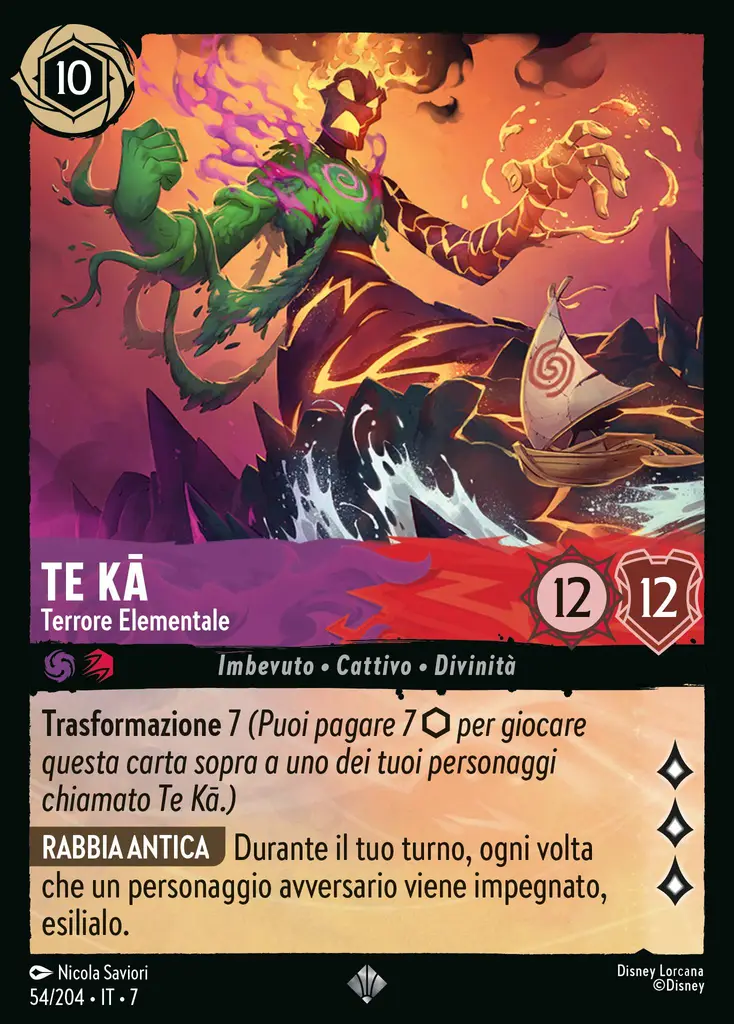 10
TE KĀ
Terrore Elementale
12
12
Imbevuto • Cattivo • Divinità
Trasformazione 7 (Puoi pagare 7 ⬡ per giocare
questa carta sopra a uno dei tuoi personaggi
chiamato Te Kā.)
RABBIA ANTICA Durante il tuo turno, ogni volta
che un personaggio avversario viene impegnato,
esilialo.
Nicola Saviori
54/204 • IT • 7
Disney Lorcana
©Disney